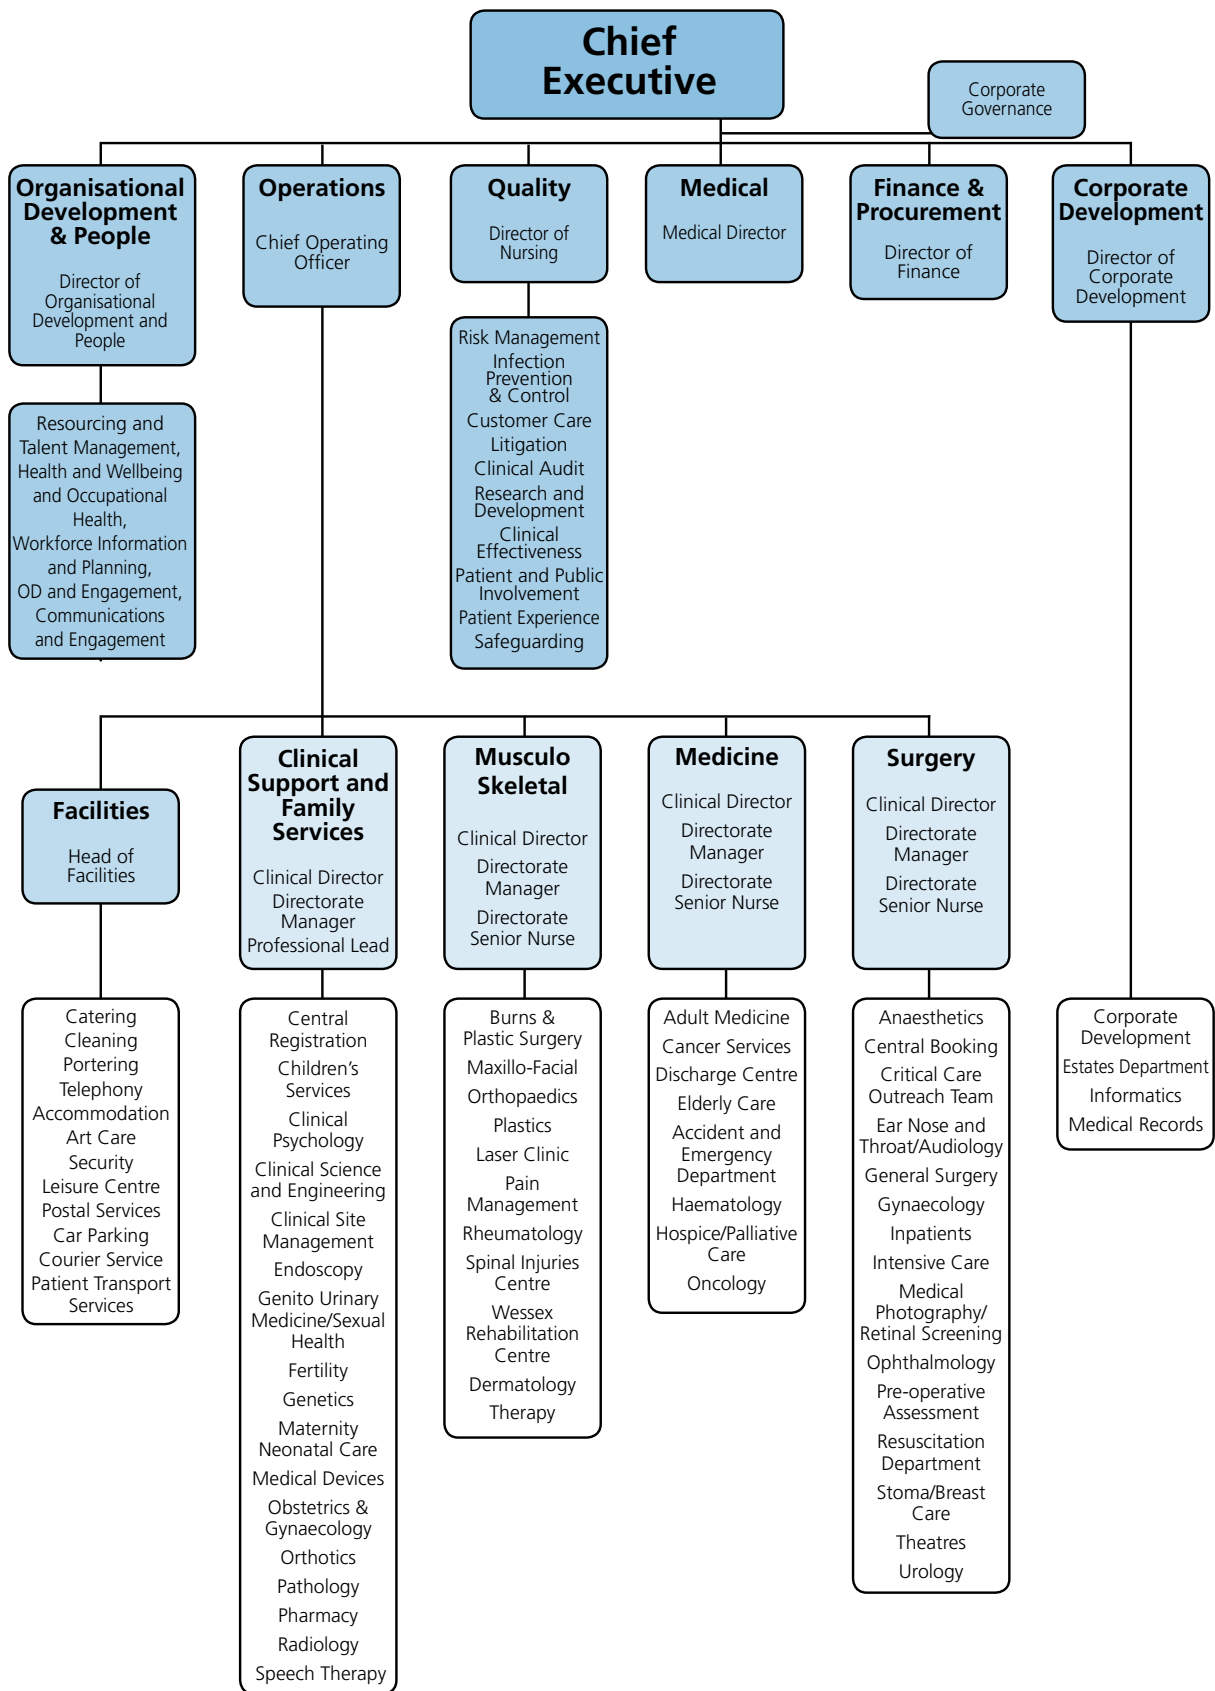 Chief
Executive
Corporate
Governance
Organisational
Development
& People
Director of
Organisational
Development and
People
Operations
Chief Operating
Officer
Quality
Director of
Nursing
Medical
Medical Director
Finance &
Procurement
Director of
Finance
Corporate
Development
Director of
Corporate
Development
Resourcing and
Talent Management,
Health and Wellbeing
and Occupational
Health,
Workforce Information
and Planning,
OD and Engagement,
Communications
and Engagement
Risk Management
Infection
Prevention
& Control
Customer Care
Litigation
Clinical Audit
Research and
Development
Clinical
Effectiveness
Patient and Public
Involvement
Patient Experience
Safeguarding
Facilities
Head of
Facilities
Clinical
Support and
Family
Services
Clinical Director
Directorate
Manager
Professional Lead
Musculo
Skeletal
Clinical Director
Directorate
Manager
Directorate
Senior Nurse
Medicine
Clinical Director
Directorate
Manager
Directorate
Senior Nurse
Surgery
Clinical Director
Directorate
Manager
Directorate
Senior Nurse
Catering
Cleaning
Portering
Telephony
Accommodation
Art Care
Security
Leisure Centre
Postal Services
Car Parking
Courier Service
Patient Transport
Services
Central
Registration
Children’s
Services
Clinical
Psychology
Clinical Science
and Engineering
Clinical Site
Management
Endoscopy
Genito Urinary
Medicine/Sexual
Health
Fertility
Genetics
Maternity
Neonatal Care
Medical Devices
Obstetrics &
Gynaecology
Orthotics
Pathology
Pharmacy
Radiology
Speech Therapy
Burns &
Plastic Surgery
Maxillo-Facial
Orthopaedics
Plastics
Laser Clinic
Pain
Management
Rheumatology
Spinal Injuries
Centre
Wessex
Rehabilitation
Centre
Dermatology
Therapy
Adult Medicine
Cancer Services
Discharge Centre
Elderly Care
Accident and
Emergency
Department
Haematology
Hospice/Palliative
Care
Oncology
Anaesthetics
Central Booking
Critical Care
Outreach Team
Ear Nose and
Throat/Audiology
General Surgery
Gynaecology
Inpatients
Intensive Care
Medical
Photography/
Retinal Screening
Ophthalmology
Pre-operative
Assessment
Resuscitation
Department
Stoma/Breast
Care
Theatres
Urology
Corporate
Development
Estates Department
Informatics
Medical Records